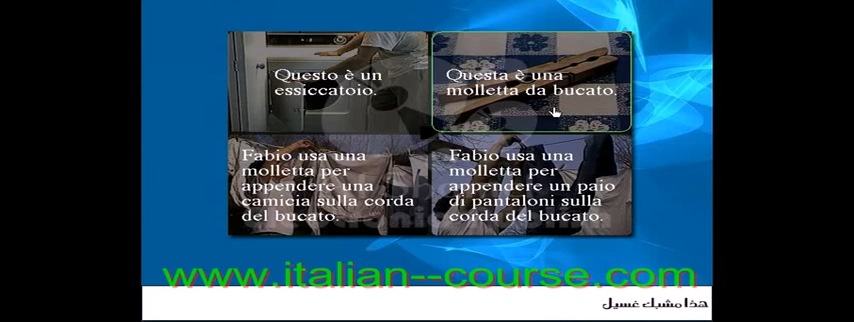 Questo è un
essiccatoio.
Questa è una
molletta da bucato.
Fabio usa una
molletta per
appendere una
camicia sulla corda
del bucato.
Fabio usa una
molletta per
appendere un paio
di pantaloni sulla
corda del bucato.
www.italian--course.com
هذا مشبك غسيل